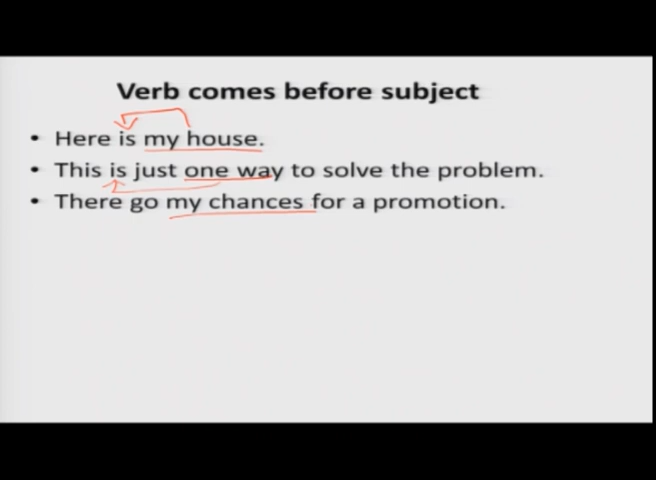 Verb comes before subject
• Here is my house.
• This is just one way to solve the problem.
• There go my chances for a promotion.